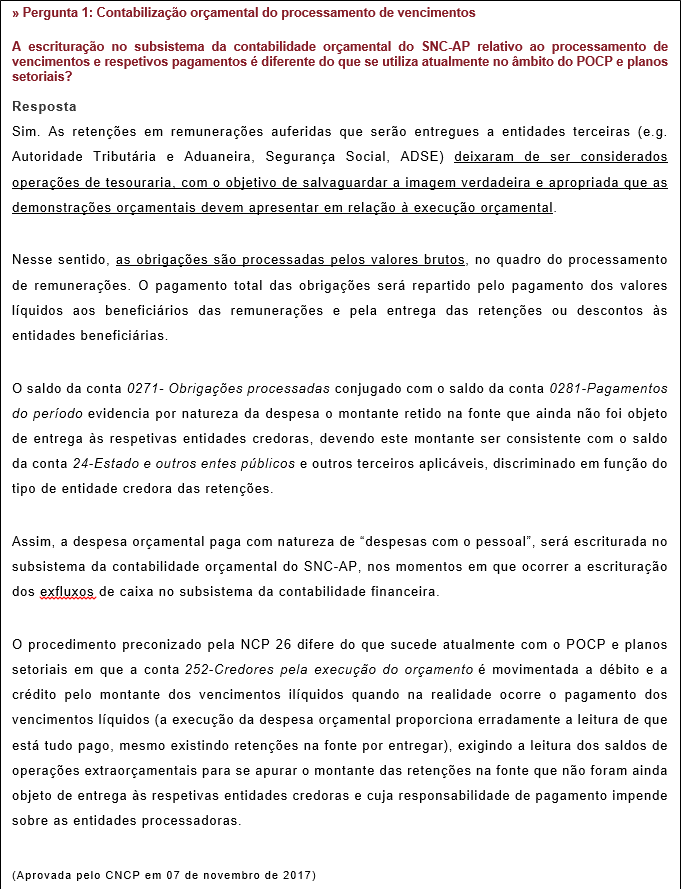 » Pergunta 1: Contabilização orçamental do processamento de vencimentos
A escrituração no subsistema da contabilidade orçamental do SNC-AP relativo ao processamento de
vencimentos e respetivos pagamentos é diferente do que se utiliza atualmente no âmbito do POCP e planos
setoriais?
Resposta
Sim. As retenções em remunerações auferidas que serão entregues a entidades terceiras (e.g.
Autoridade Tributária e Aduaneira, Segurança Social, ADSE) deixaram de ser considerados
operações de tesouraria, com o objetivo de salvaguardar a imagem verdadeira e apropriada que as
demonstrações orçamentais devem apresentar em relação à execução orçamental.
Nesse sentido, as obrigações são processadas pelos valores brutos, no quadro do processamento
de remunerações. O pagamento total das obrigações será repartido pelo pagamento dos valores
líquidos aos beneficiários das remunerações e pela entrega das retenções ou descontos às
entidades beneficiárias.
O saldo da conta 0271- Obrigações processadas conjugado com o saldo da conta 0281-Pagamentos
do período evidencia por natureza da despesa o montante retido na fonte que ainda não foi objeto
de entrega às respetivas entidades credoras, devendo este montante ser consistente com o saldo
da conta 24-Estado e outros entes públicos e outros terceiros aplicáveis, discriminado em função do
tipo de entidade credora das retenções.
Assim, a despesa orçamental paga com natureza de “despesas com o pessoal”, será escriturada no
subsistema da contabilidade orçamental do SNC-AP, nos momentos em que ocorrer a escrituração
dos exfluxos de caixa no subsistema da contabilidade financeira.
O procedimento preconizado pela NCP 26 difere do que sucede atualmente com o POCP e planos
setoriais em que a conta 252-Credores pela execução do orçamento é movimentada a débito e a
crédito pelo montante dos vencimentos ilíquidos quando na realidade ocorre o pagamento dos
vencimentos líquidos (a execução da despesa orçamental proporciona erradamente a leitura de que
está tudo pago, mesmo existindo retenções na fonte por entregar), exigindo a leitura dos saldos de
operações extraorçamentais para se apurar o montante das retenções na fonte que não foram ainda
objeto de entrega às respetivas entidades credoras e cuja responsabilidade de pagamento impende
sobre as entidades processadoras.
(Aprovada pelo CNCP em 07 de novembro de 2017)